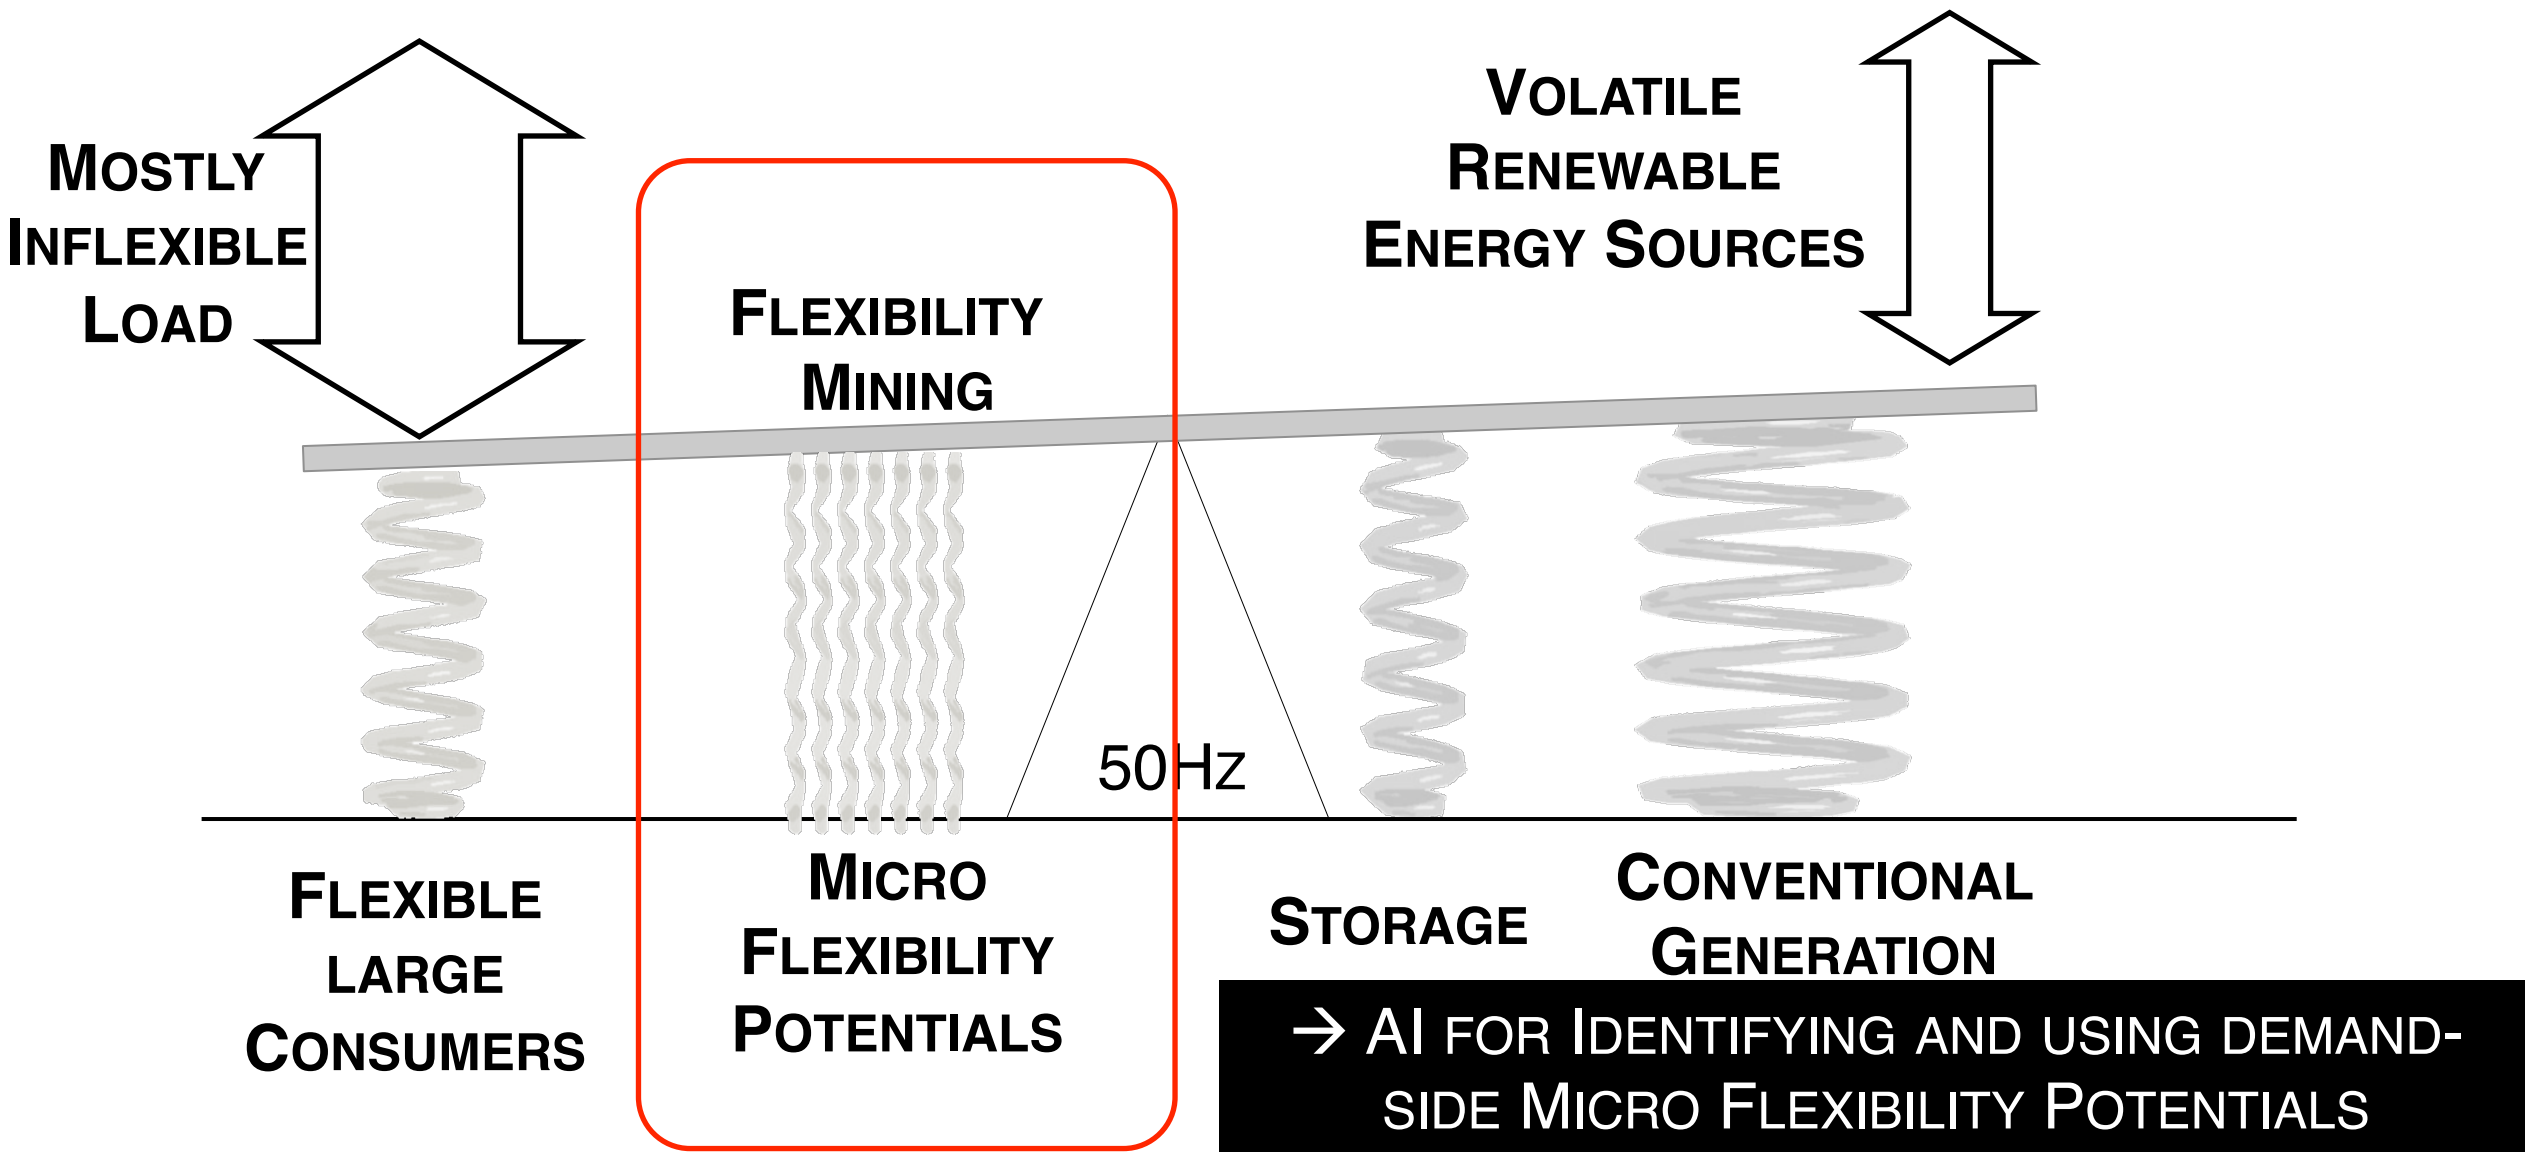 MOSTLY
INFLEXIBLE
LOAD
FLEXIBILITY
MINING
VOLATILE
RENEWABLE
ENERGY SOURCES
50Hz
FLEXIBLE
LARGE
CONSUMERS
MICRO
FLEXIBILITY
POTENTIALS
STORAGE
CONVENTIONAL
GENERATION
→ AI FOR IDENTIFYING AND USING DEMAND-
SIDE MICRO FLEXIBILITY POTENTIALS